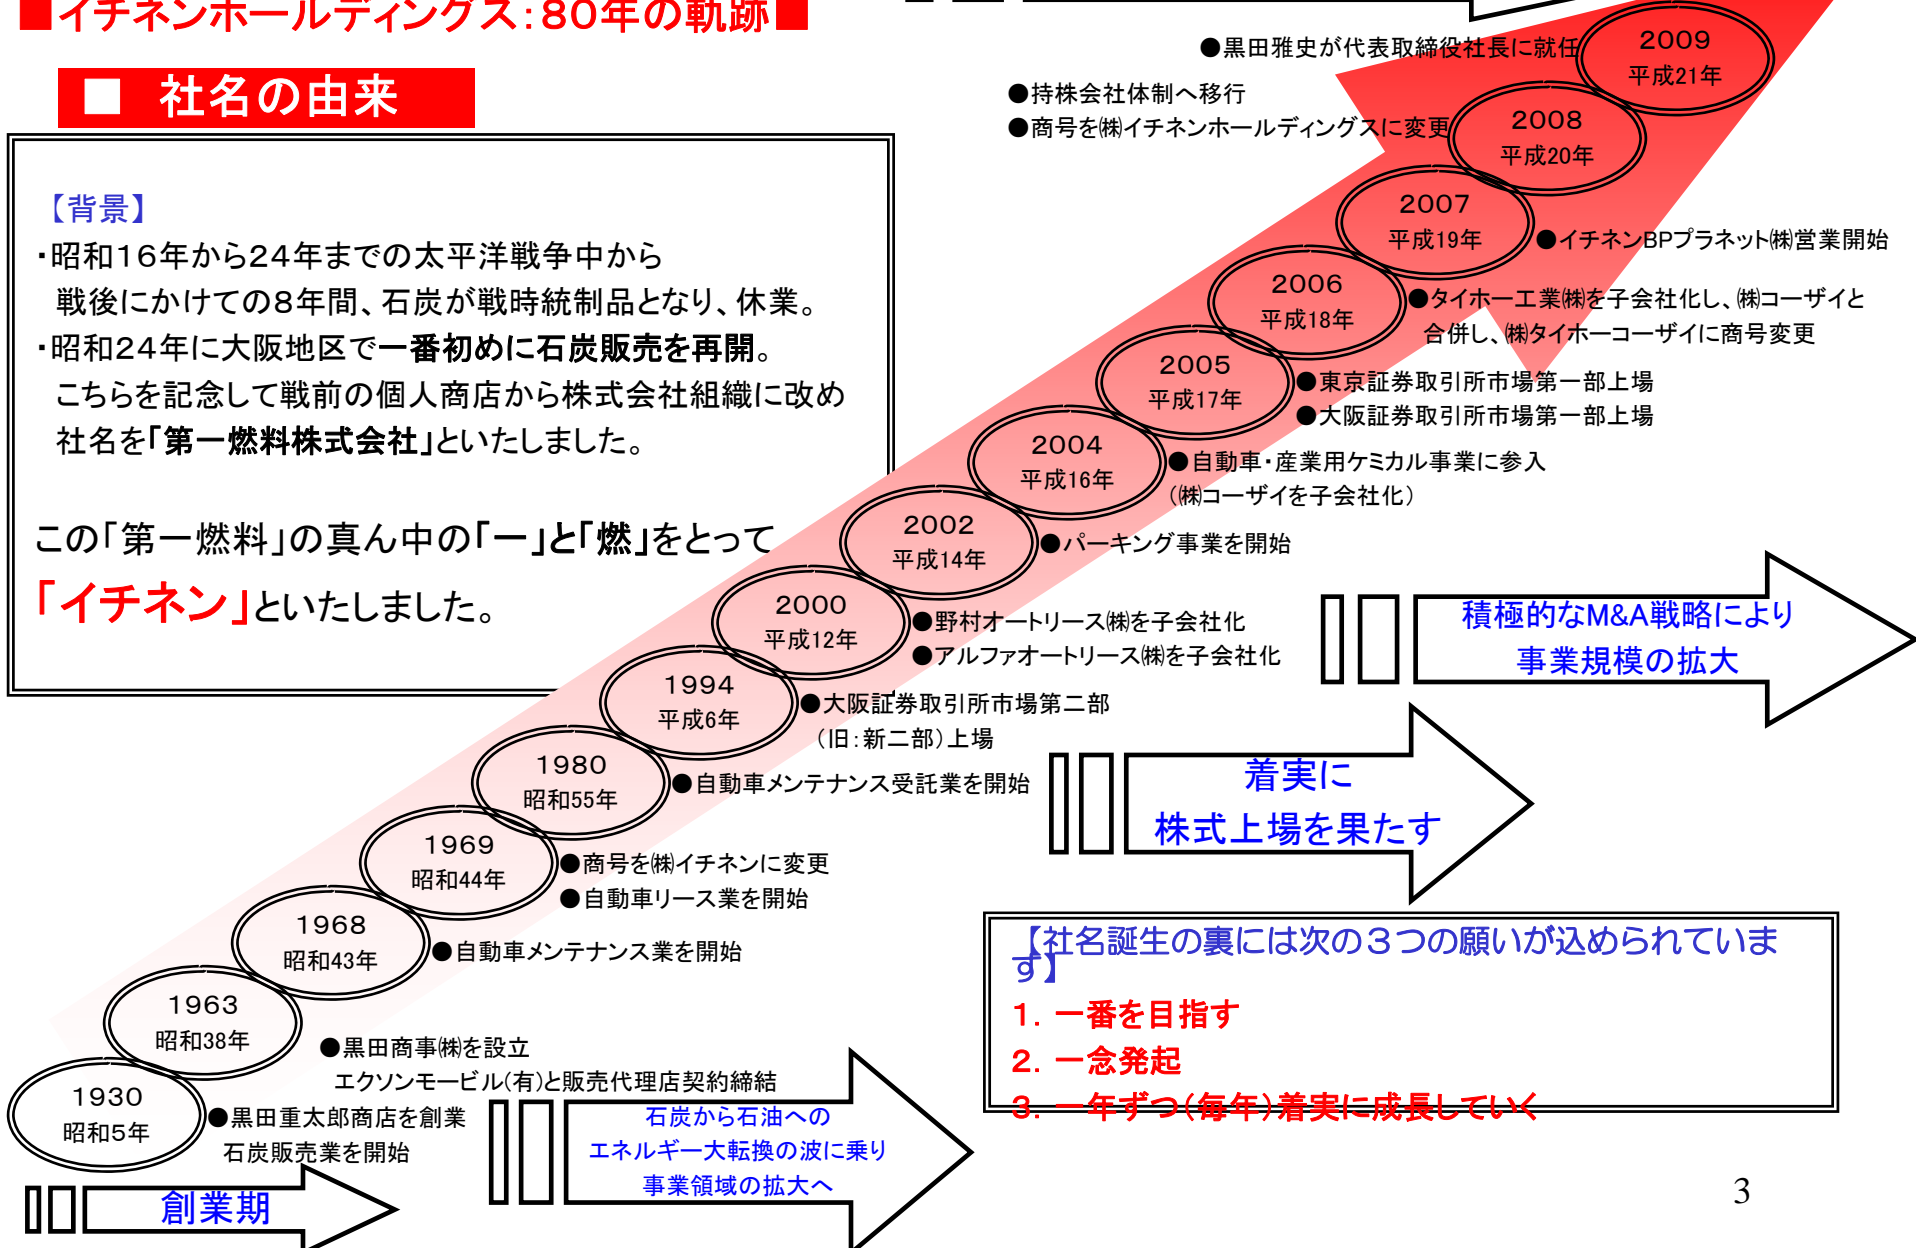 ■イチネンホールディングス：80年の軌跡■
■ 社名の由来
【背景】
・昭和16年から24年までの太平洋戦争中から
戦後にかけての8年間、石炭が戦時統制品となり、休業。
・昭和24年に大阪地区で一番初めに石炭販売を再開。
こちらを記念して戦前の個人商店から株式会社組織に改め
社名を「第一燃料株式会社」といたしました。
この「第一燃料」の真ん中の「一」と「燃」をとって
「イチネン」といたしました。
●黒田雅史が代表取締役社長に就任
2009
平成21年
●持株会社体制へ移行
●商号を㈱イチネンホールディングスに変更
2008
平成20年
2007
平成19年
●イチネンBPプラネット㈱営業開始
2006
平成18年
●タイホー工業㈱を子会社化し、㈱コーザイと
合併し、㈱タイホーコーザイに商号変更
2005
平成17年
●東京証券取引所市場第一部上場
●大阪証券取引所市場第一部上場
2004
平成16年
●自動車・産業用ケミカル事業に参入
（㈱コーザイを子会社化）
2002
平成14年
●パーキング事業を開始
2000
平成12年
●野村オートリース㈱を子会社化
●アルファオートリース㈱を子会社化
積極的なM&A戦略により
事業規模の拡大
1994
平成6年
●大阪証券取引所市場第二部
（旧：新二部）上場
1980
昭和55年
●自動車メンテナンス受託業を開始
着実に
株式上場を果たす
1969
昭和44年
●商号を㈱イチネンに変更
●自動車リース業を開始
1968
昭和43年
●自動車メンテナンス業を開始
1963
昭和38年
●黒田商事㈱を設立
エクソンモービル(有)と販売代理店契約締結
1930
昭和5年
●黒田重太郎商店を創業
石炭販売業を開始
創業期
石炭から石油への
エネルギー大転換の波に乗り
事業領域の拡大へ
【社名誕生の裏には次の3つの願いが込められていま
す】
1. 一番を目指す
2. 一念発起
3. 一年ずつ（毎年）着実に成長していく
3